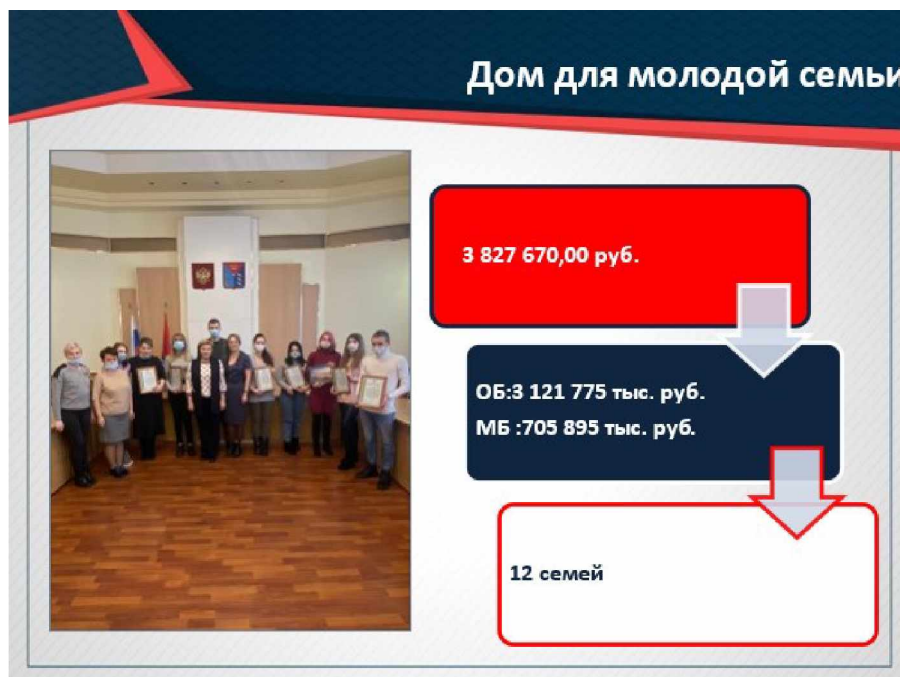 Дом для молодой семьи
3 827 670,00 руб.
ОБ:3 121 775 тыс. руб.
МБ :705 895 тыс. руб.
12 семей